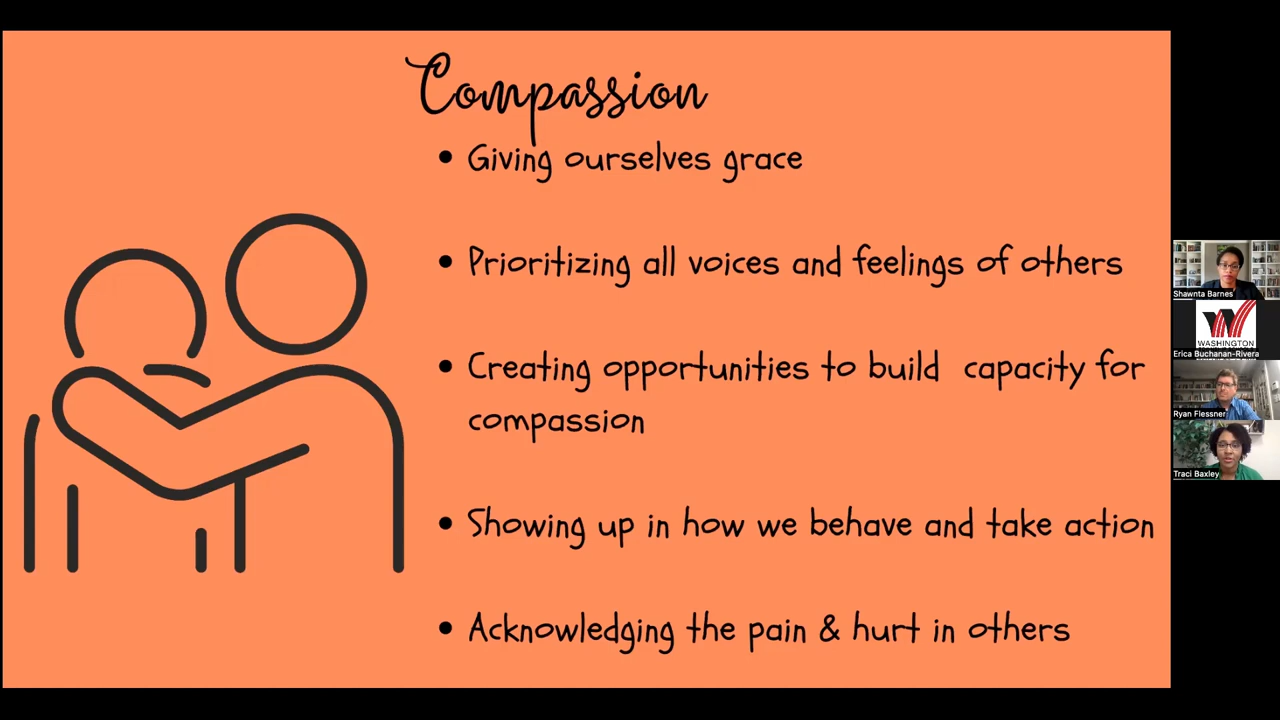 Compassion
• Giving ourselves grace
• Prioritizing all voices and feelings of others
• Creating opportunities to build capacity for
compassion
• Showing up in how we behave and take action
• Acknowledging the pain & hurt in others
Shawnta Barnes
WASHINGTON
Erica Buchanan-Rivera
Ryan Flessner
Traci Baxley